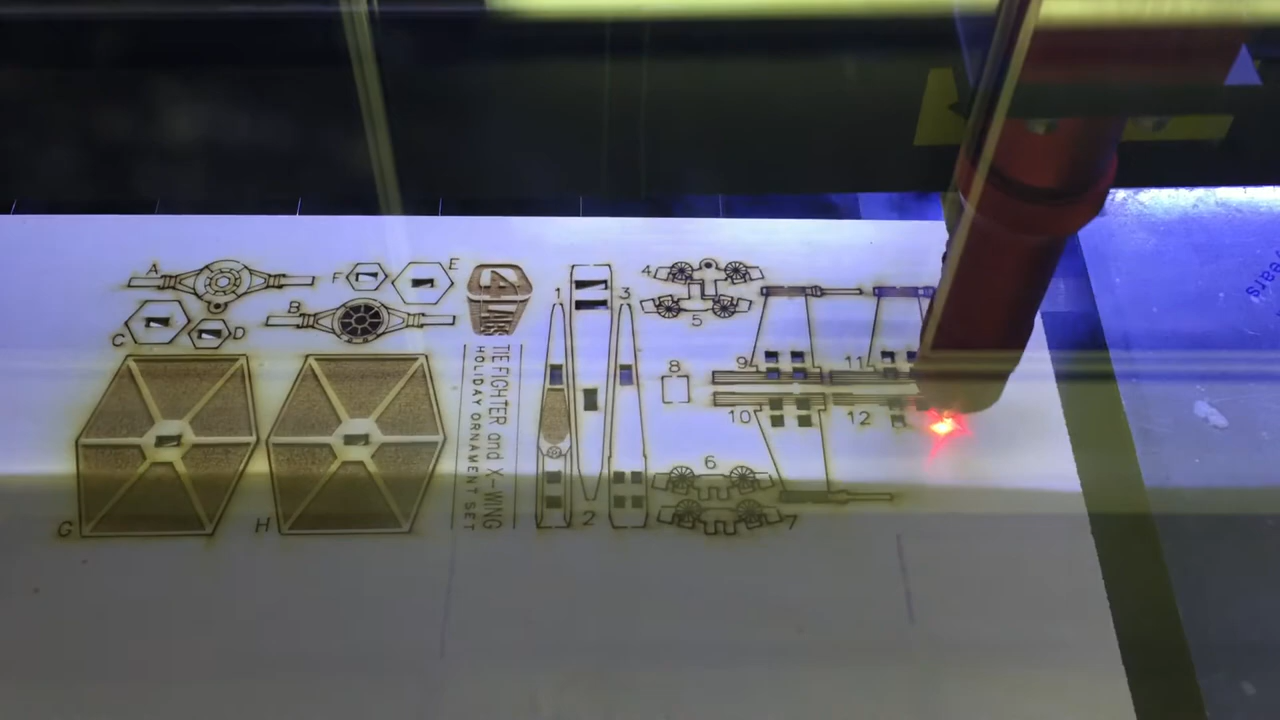 A
F
E
C
D
B
G
H
TIE FIGHTER and X-WING
HOLIDAY ORNAMENT SET
1
2
3
4
5
6
7
8
9
10
11
12
ears